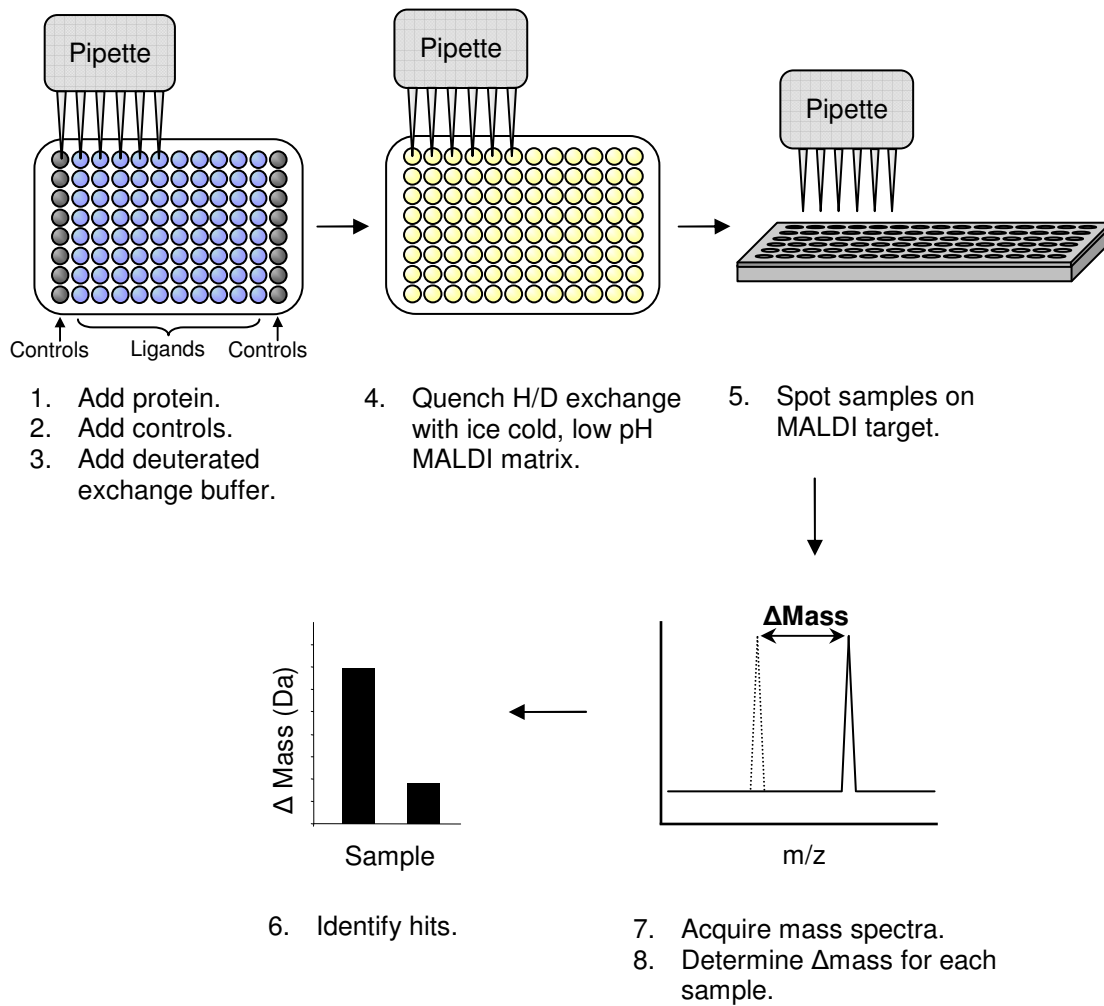 Pipette
Pipette
Pipette
Controls
Ligands
Controls
1. Add protein.
2. Add controls.
3. Add deuterated
exchange buffer.
4. Quench H/D exchange
with ice cold, low pH
MALDI matrix.
5. Spot samples on
MALDI target.
ΔMass
m/z
Δ Mass (Da)
Sample
6. Identify hits.
7. Acquire mass spectra.
8. Determine Δmass for each
sample.